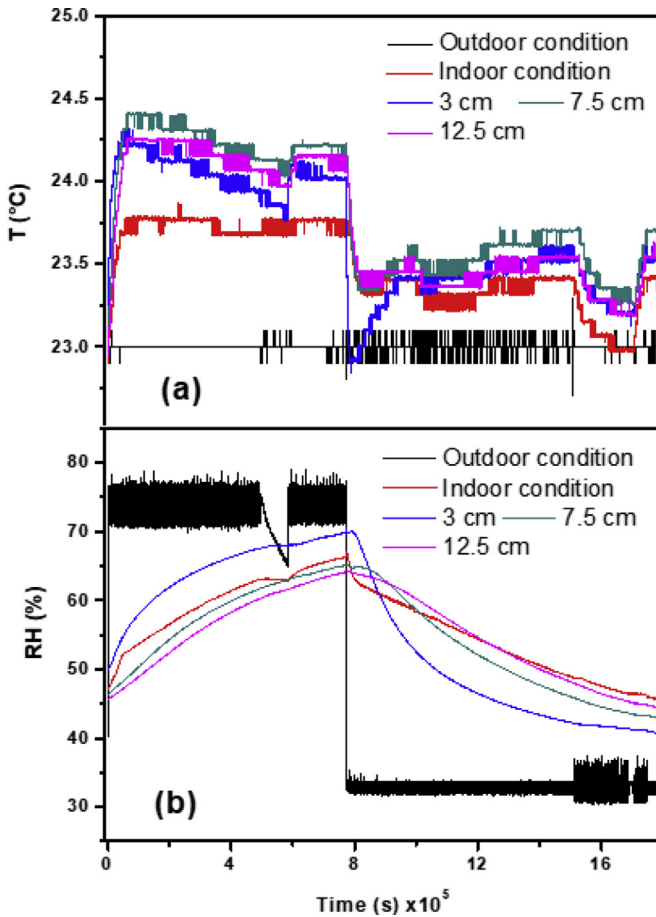 25.0
24.5
24.0
23.5
23.0
T (°C)
Outdoor condition
Indoor condition
3 cm 7.5 cm
12.5 cm
(a)
80
70
60
50
40
30
RH (%)
Outdoor condition
Indoor condition
3 cm 7.5 cm
12.5 cm
(b)
0 4 8 12 16
Time (s) x10⁵